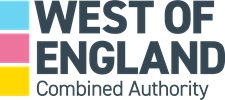 WEST OF
ENGLAND
Combined Authority